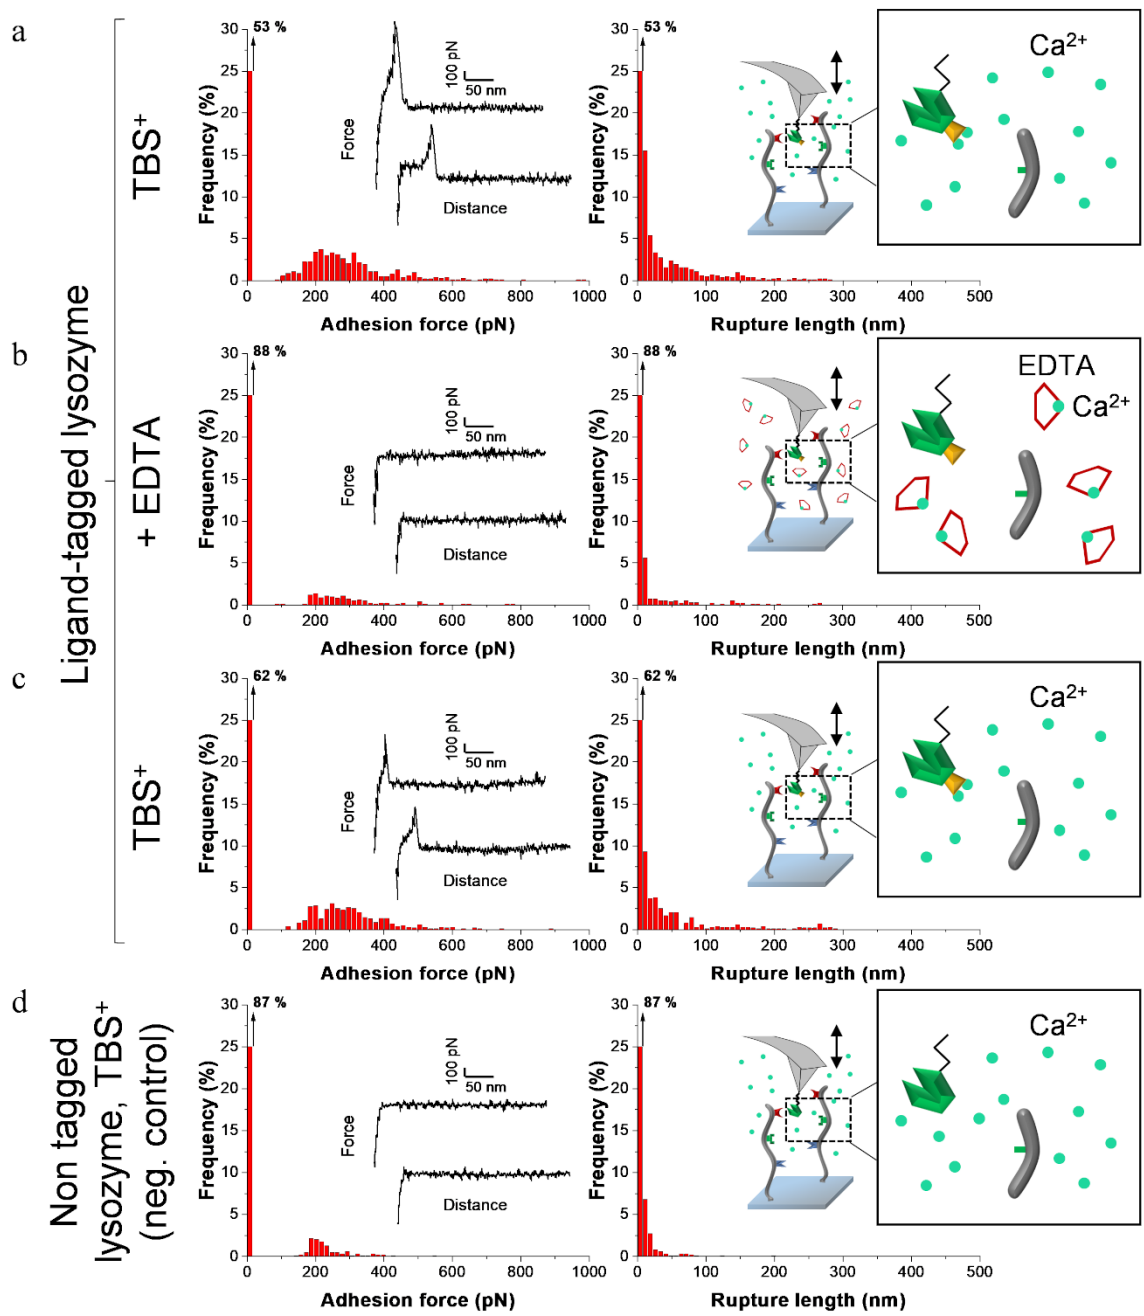 Ligand-tagged lysozyme
a
TBS⁺
Frequency (%)
30
25
20
15
10
5
0
53 %
100 pN
50 nm
Force
Distance
0
200
400
600
800
1000
Adhesion force (pN)
Frequency (%)
30
25
20
15
10
5
0
53 %
0
100
200
300
400
500
Rupture length (nm)
Ca²⁺
b
+ EDTA
Frequency (%)
30
25
20
15
10
5
0
88 %
100 pN
50 nm
Force
Distance
0
200
400
600
800
1000
Adhesion force (pN)
Frequency (%)
30
25
20
15
10
5
0
88 %
0
100
200
300
400
500
Rupture length (nm)
EDTA
Ca²⁺
c
TBS⁺
Frequency (%)
30
25
20
15
10
5
0
62 %
100 pN
50 nm
Force
Distance
0
200
400
600
800
1000
Adhesion force (pN)
Frequency (%)
30
25
20
15
10
5
0
62 %
0
100
200
300
400
500
Rupture length (nm)
Ca²⁺
d
Non tagged
lysozyme, TBS⁺
(neg. control)
Frequency (%)
30
25
20
15
10
5
0
87 %
100 pN
50 nm
Force
Distance
0
200
400
600
800
1000
Adhesion force (pN)
Frequency (%)
30
25
20
15
10
5
0
87 %
0
100
200
300
400
500
Rupture length (nm)
Ca²⁺